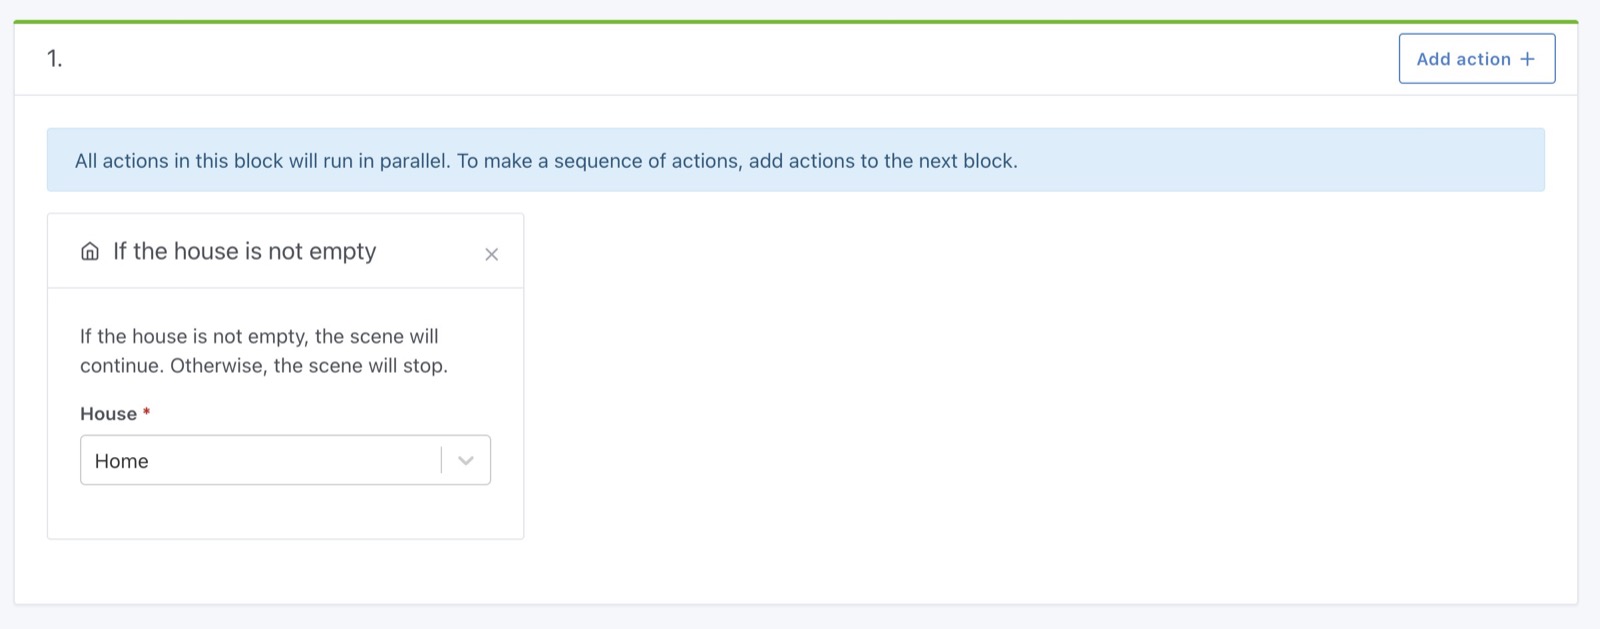 1.
Add action +
All actions in this block will run in parallel. To make a sequence of actions, add actions to the next block.
If the house is not empty
If the house is not empty, the scene will
continue. Otherwise, the scene will stop.
House *
Home